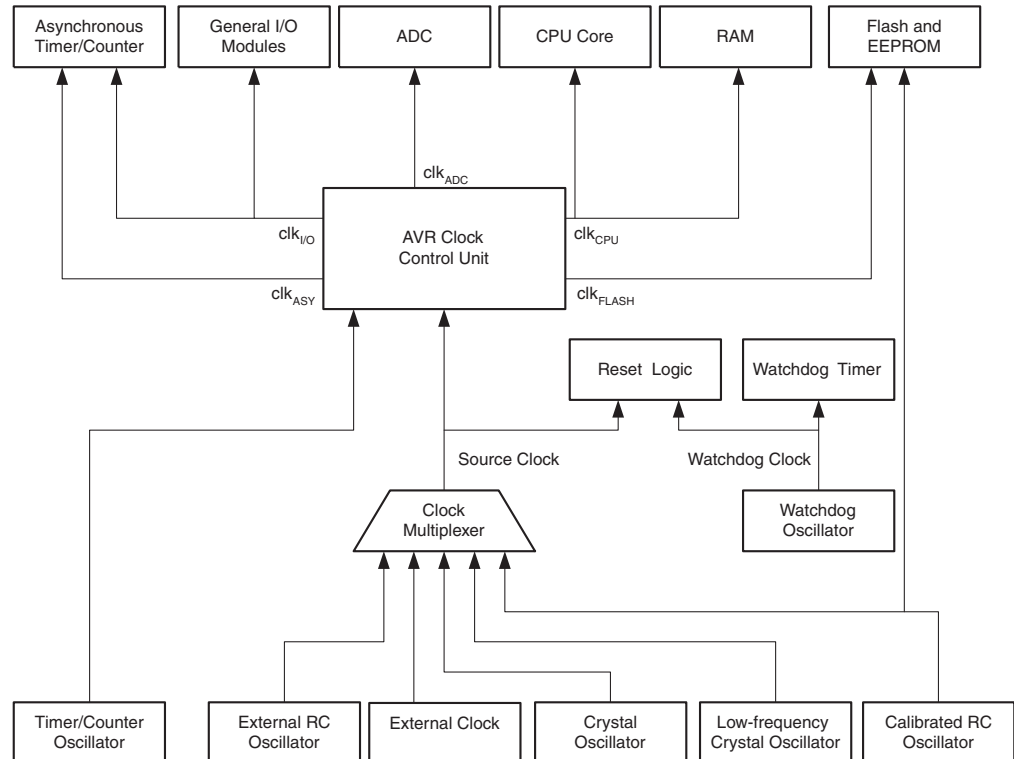 Asynchronous
Timer/Counter
General I/O
Modules
ADC
CPU Core
RAM
Flash and
EEPROM
clkADC
clkI/O
AVR Clock
Control Unit
clkCPU
clkASY
clkFLASH
Reset Logic
Watchdog Timer
Source Clock
Watchdog Clock
Clock
Multiplexer
Watchdog
Oscillator
Timer/Counter
Oscillator
External RC
Oscillator
External Clock
Crystal
Oscillator
Low-frequency
Crystal Oscillator
Calibrated RC
Oscillator